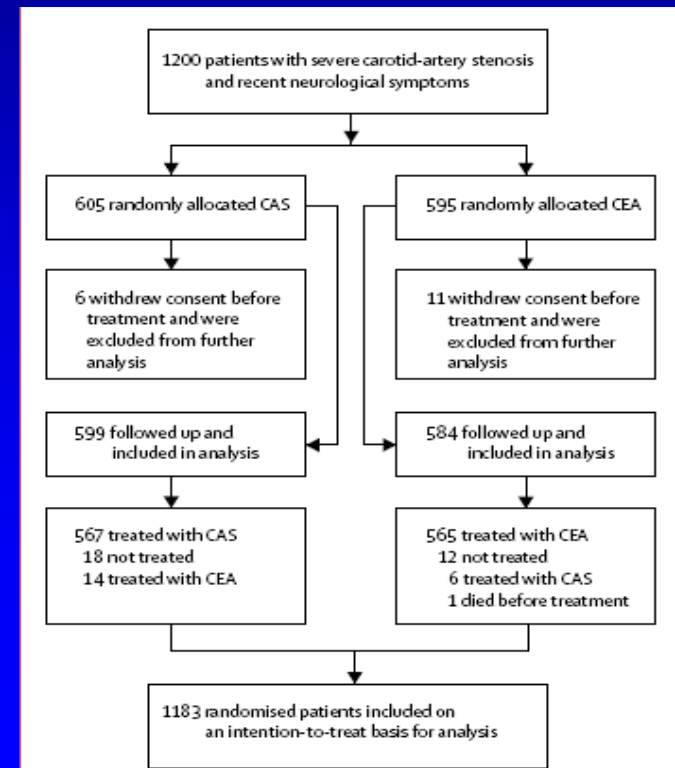 1200 patients with severe carotid-artery stenosis
and recent neurological symptoms
605 randomly allocated CAS
595 randomly allocated CEA
6 withdrew consent before
treatment and were
excluded from further
analysis
11 withdrew consent before
treatment and were
excluded from further
analysis
599 followed up and
included in analysis
584 followed up and
included in analysis
567 treated with CAS
18 not treated
14 treated with CEA
565 treated with CEA
12 not treated
6 treated with CAS
1 died before treatment
1183 randomised patients included on
an intention-to-treat basis for analysis